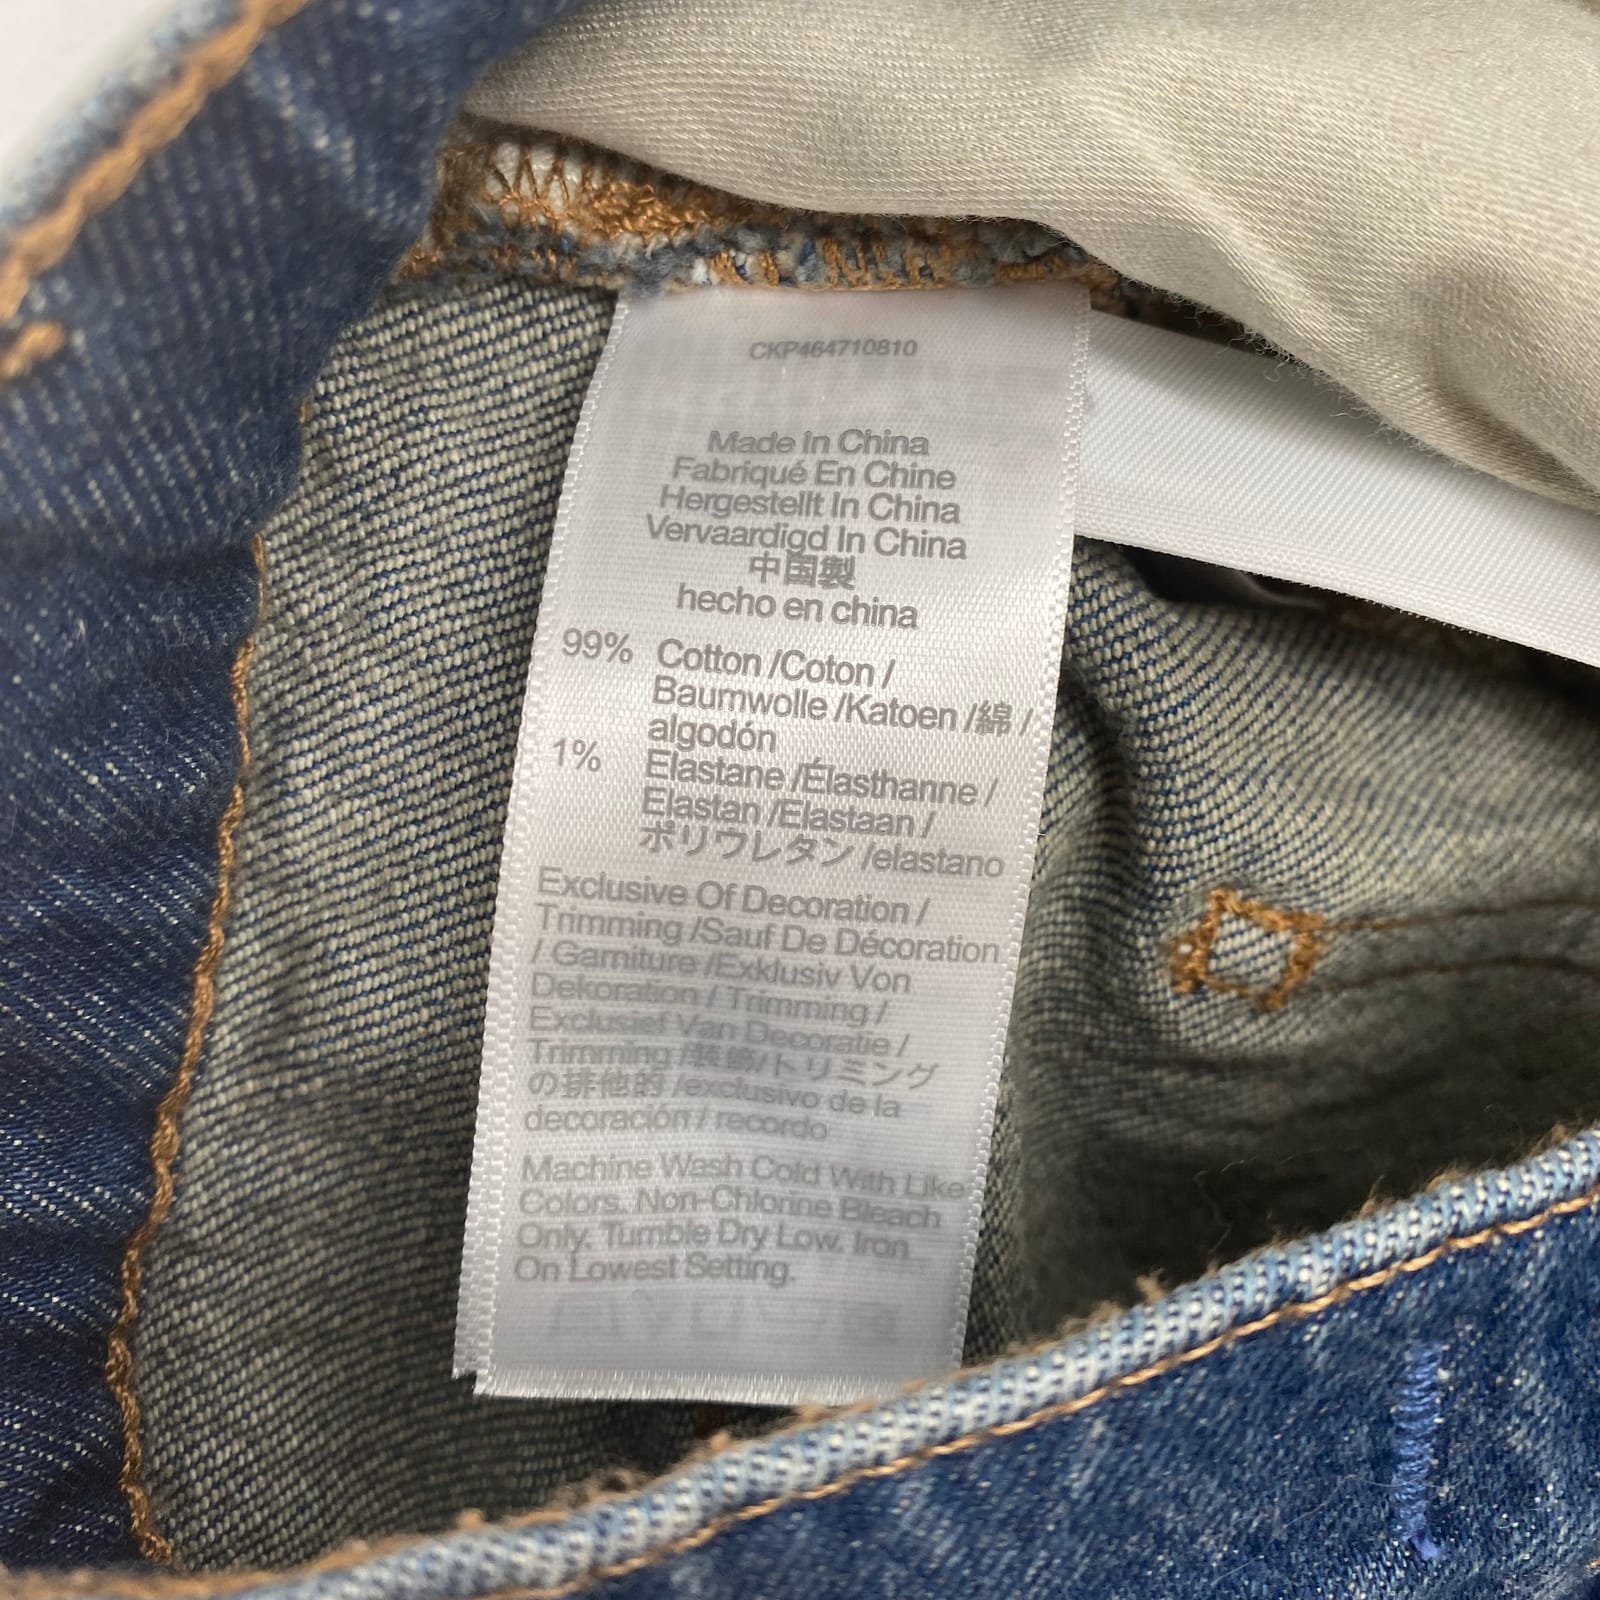 CKP464710810
Made In China
Fabriqué En Chine
Hergestellt In China
Vervaardigd In China
中国製
hecho en china
99% Cotton /Coton /
Baumwolle /Katoen /綿 /
algodón
1% Elastane /Élasthanne /
Elastan /Elastaan /
ポリウレタン /elastano
Exclusive Of Decoration /
Trimming /Sauf De Décoration
/ Garniture /Exklusiv Von
Dekoration / Trimming /
Exclusief Van Decoratie /
Trimming /装飾/トリミング
の排他的 /exclusivo de la
decoración / recordo
Machine Wash Cold With Like
Colors. Non-Chlorine Bleach
Only. Tumble Dry Low. Iron
On Lowest Setting.